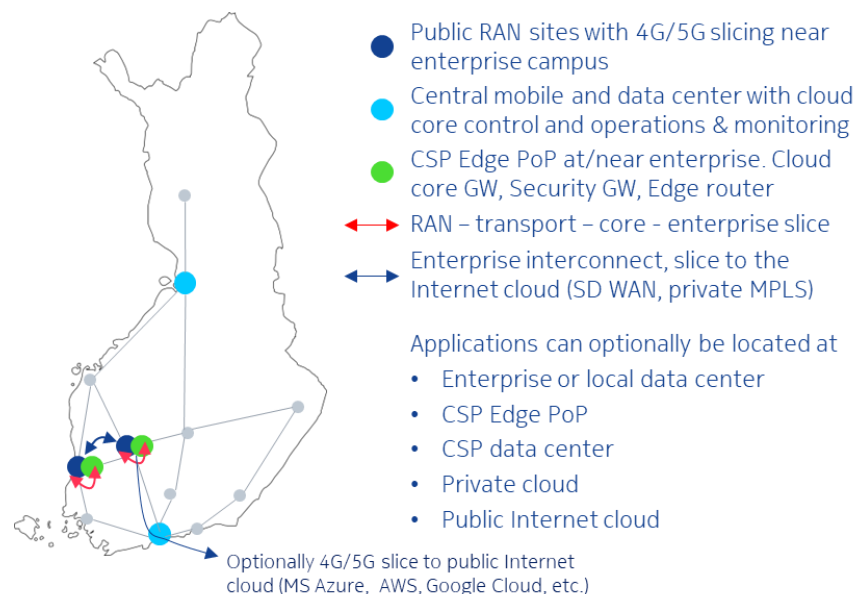 Public RAN sites with 4G/5G slicing near
enterprise campus
Central mobile and data center with cloud
core control and operations & monitoring
CSP Edge PoP at/near enterprise. Cloud
core GW, Security GW, Edge router
RAN – transport – core - enterprise slice
Enterprise interconnect, slice to the
Internet cloud (SD WAN, private MPLS)
Applications can optionally be located at
• Enterprise or local data center
• CSP Edge PoP
• CSP data center
• Private cloud
• Public Internet cloud
Optionally 4G/5G slice to public Internet
cloud (MS Azure, AWS, Google Cloud, etc.)